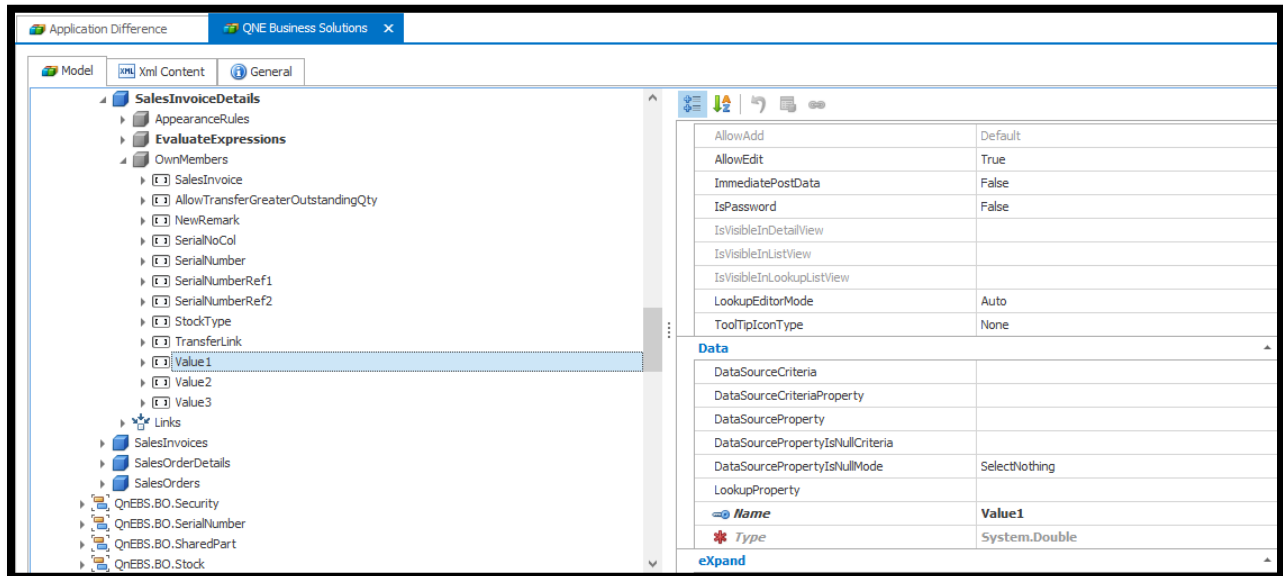 Application Difference
QNE Business Solutions
Model
XML Xml Content
General
SalesInvoiceDetails
AppearanceRules
EvaluateExpressions
OwnMembers
SalesInvoice
AllowTransferGreaterOutstandingQty
NewRemark
SerialNoCol
SerialNumber
SerialNumberRef1
SerialNumberRef2
StockType
TransferLink
Value1
Value2
Value3
Links
SalesInvoices
SalesOrderDetails
SalesOrders
QnEBS.BO.Security
QnEBS.BO.SerialNumber
QnEBS.BO.SharedPart
QnEBS.BO.Stock
AllowAdd Default
AllowEdit True
ImmediatePostData False
IsPassword False
IsVisibleInDetailView
IsVisibleInListView
IsVisibleInLookupListView
LookupEditorMode Auto
ToolTipIconType None
Data
DataSourceCriteria
DataSourceCriteriaProperty
DataSourceProperty
DataSourcePropertyIsNullCriteria
DataSourcePropertyIsNullMode SelectNothing
LookupProperty
Name Value1
Type System.Double
eXpand